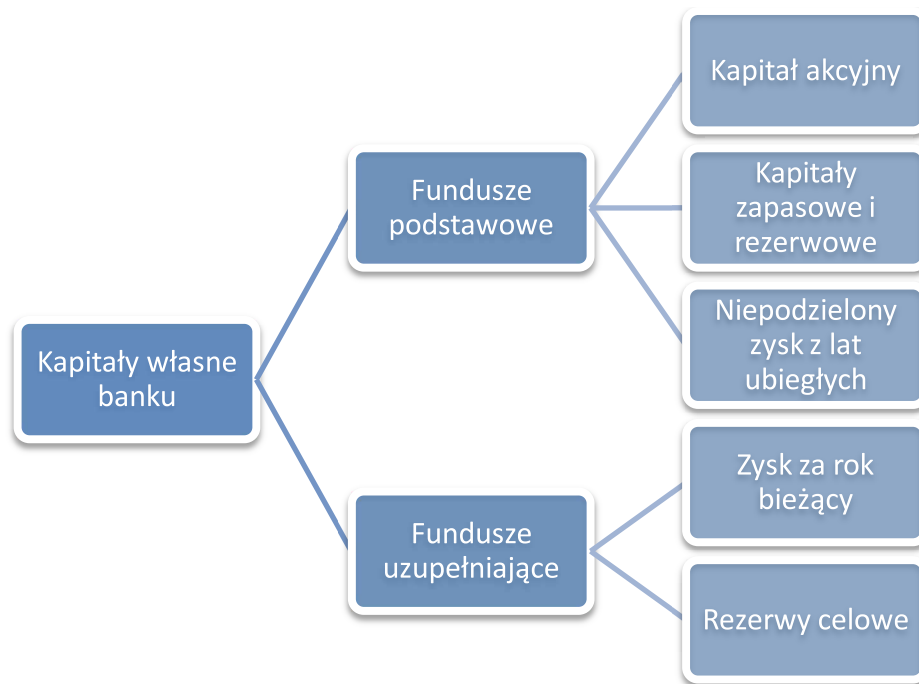 Kapitały własne
banku
Fundusze
podstawowe
Kapitał akcyjny
Kapitały
zapasowe i
rezerwowe
Niepodzielony
zysk z lat
ubiegłych
Fundusze
uzupełniające
Zysk za rok
bieżący
Rezerwy celowe